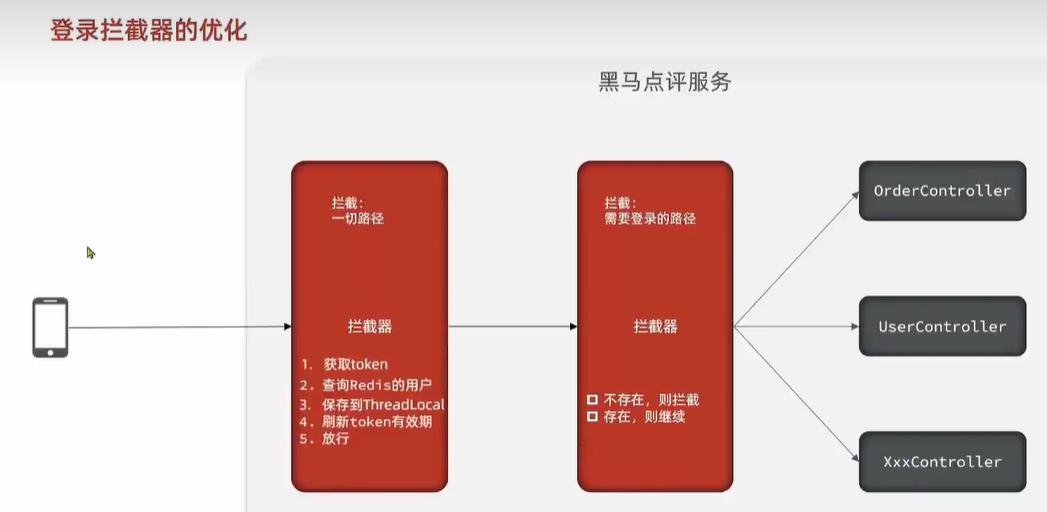 登录拦截器的优化
黑马点评服务
拦截：
一切路径
拦截器
1. 获取token
2. 查询Redis的用户
3. 保存到ThreadLocal
4. 刷新token有效期
5. 放行
拦截：
需要登录的路径
拦截器
不存在，则拦截
存在，则继续
OrderController
UserController
XxxController